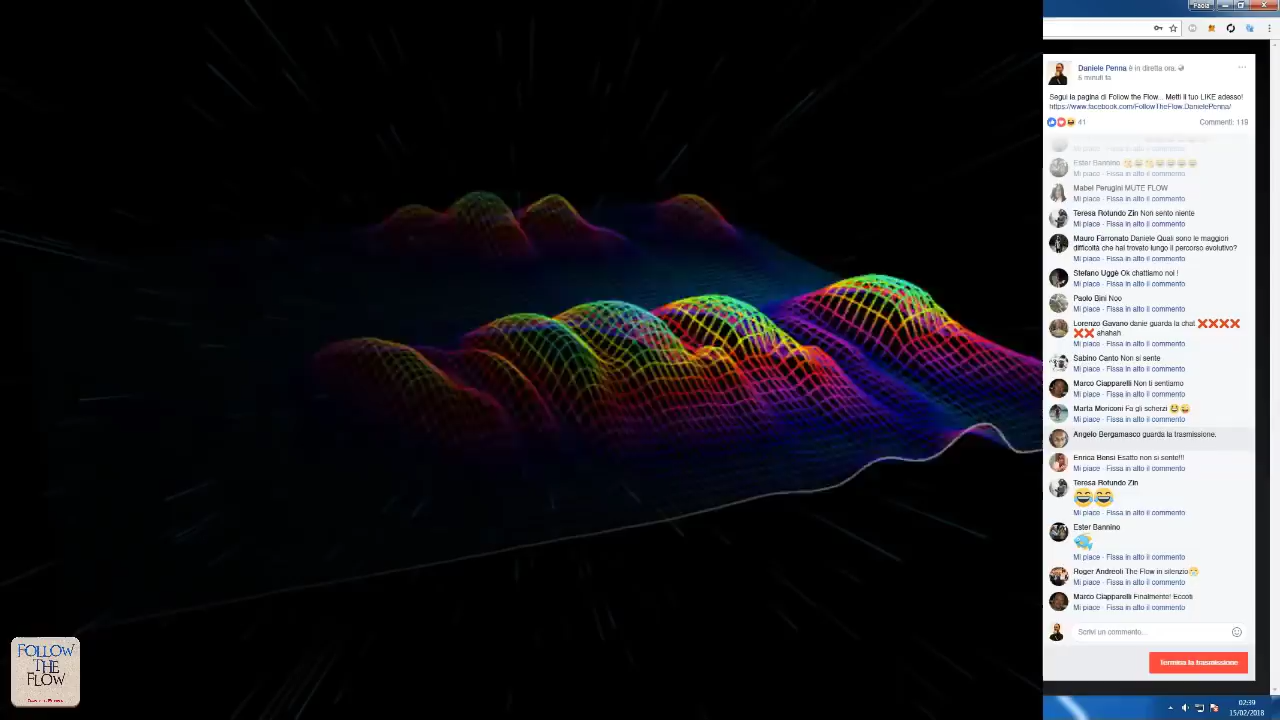 Paola
Daniele Penna è in diretta ora.
5 minuti fa
Segui la pagina di Follow the Flow... Metti il tuo LIKE adesso!
https://www.facebook.com/FollowTheFlow.DanielePenna/
41
Commenti: 119
Mi piace · Fissa in alto il commento
Ester Bannino
Mi piace · Fissa in alto il commento
Mabel Perugini MUTE FLOW
Mi piace · Fissa in alto il commento
Teresa Rotundo Zin Non sento niente
Mi piace · Fissa in alto il commento
Mauro Farronato Daniele Quali sono le maggiori
difficoltà che hai trovato lungo il percorso evolutivo?
Mi piace · Fissa in alto il commento
Stefano Uggè Ok chattiamo noi !
Mi piace · Fissa in alto il commento
Paolo Bini Noo
Mi piace · Fissa in alto il commento
Lorenzo Gavano danie guarda la chat ❌❌❌❌
❌❌ ahahah
Mi piace · Fissa in alto il commento
Sabino Canto Non si sente
Mi piace · Fissa in alto il commento
Marco Ciapparelli Non ti sentiamo
Mi piace · Fissa in alto il commento
Marta Moriconi Fa gli scherzi 😂😜
Mi piace · Fissa in alto il commento
Angelo Bergamasco guarda la trasmissione.
Enrica Bensi Esatto non si sente!!!
Mi piace · Fissa in alto il commento
Teresa Rotundo Zin
😂😂
Mi piace · Fissa in alto il commento
Ester Bannino
🐠
Mi piace · Fissa in alto il commento
Roger Andreoli The Flow in silenzio😁
Mi piace · Fissa in alto il commento
Marco Ciapparelli Finalmente! Eccoti
Mi piace · Fissa in alto il commento
Scrivi un commento...
Termina la trasmissione
FOLLOW
THE
FLOW
02:39
15/02/2018